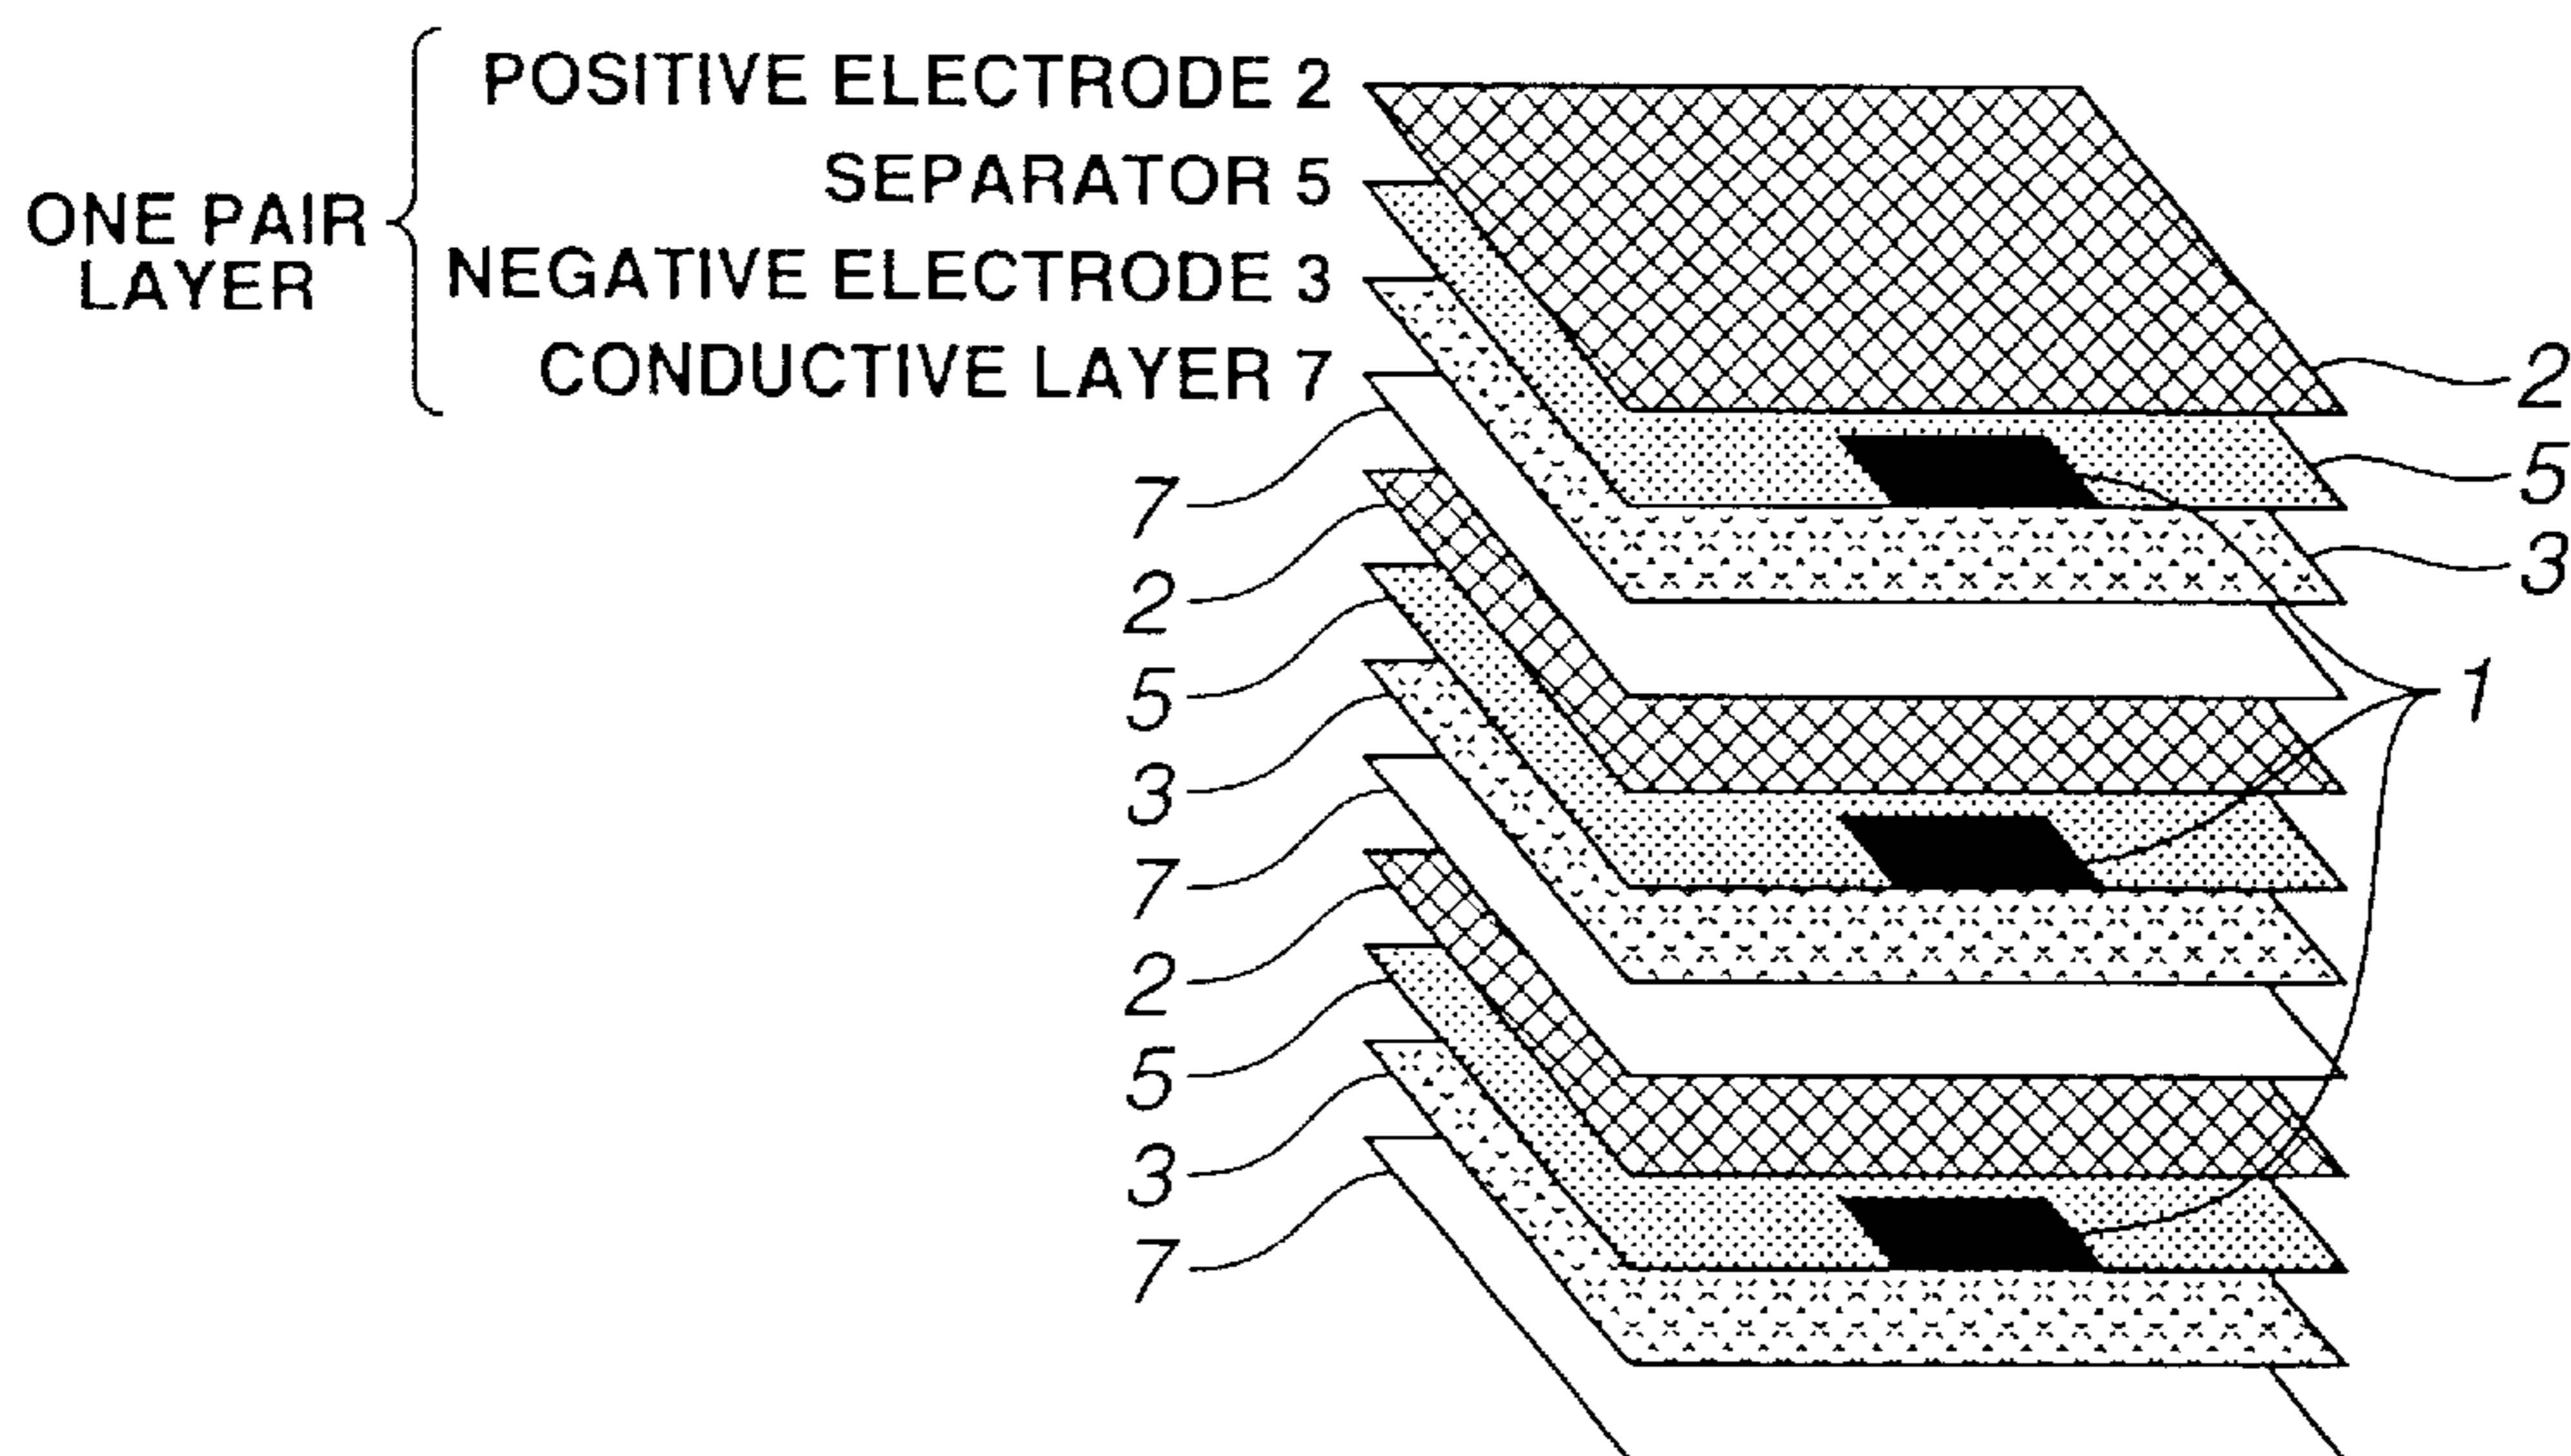 POSITIVE ELECTRODE 2
SEPARATOR 5
ONE PAIR
LAYER
NEGATIVE ELECTRODE 3
CONDUCTIVE LAYER 7
2
5
3
1
7
2
5
3
7
2
5
3
7